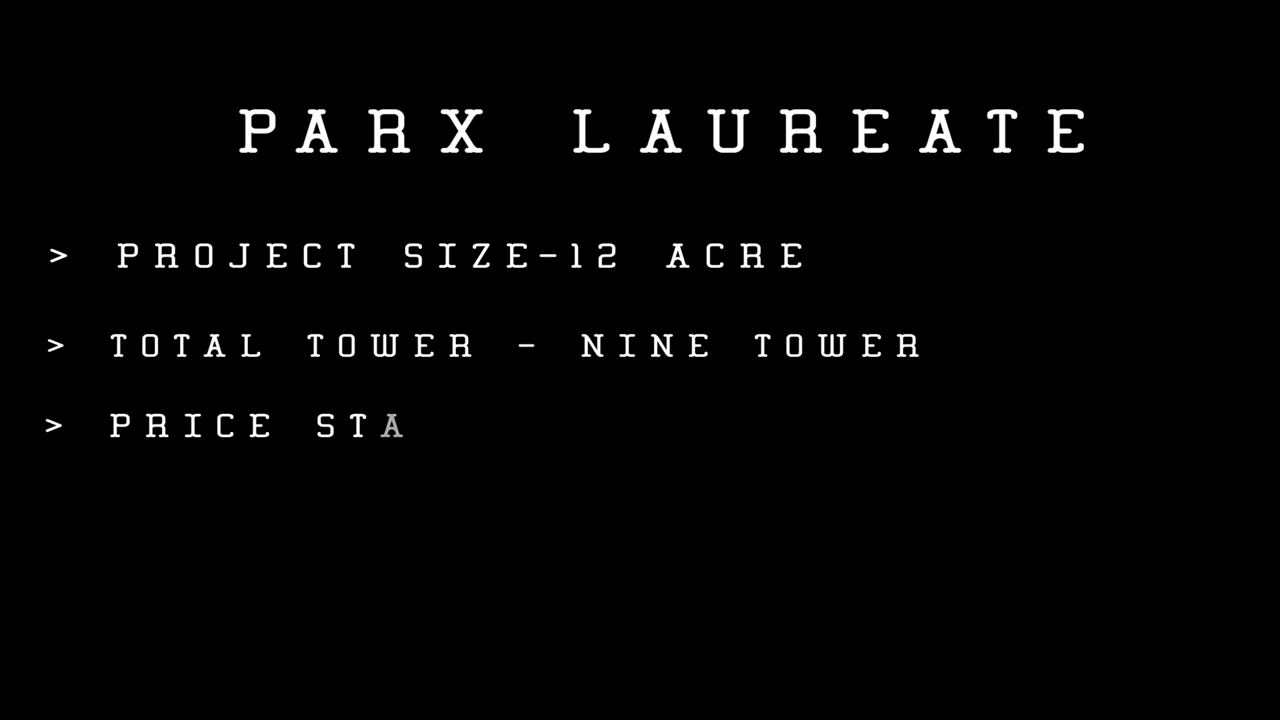 PARX LAUREATE
> PROJECT SIZE-12 ACRE
> TOTAL TOWER - NINE TOWER
> PRICE STA